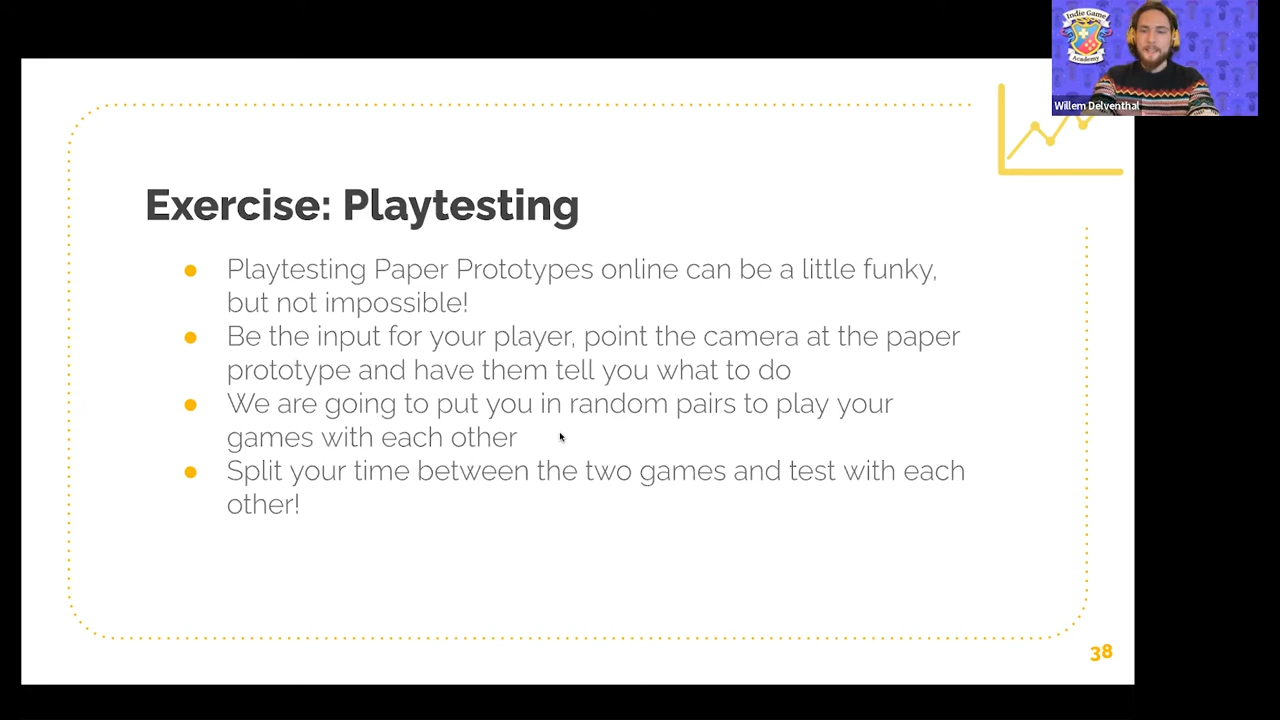 Indie Game
Academy
Willem Delventhal
Exercise: Playtesting
● Playtesting Paper Prototypes online can be a little funky,
but not impossible!
● Be the input for your player, point the camera at the paper
prototype and have them tell you what to do
● We are going to put you in random pairs to play your
games with each other
● Split your time between the two games and test with each
other!
38